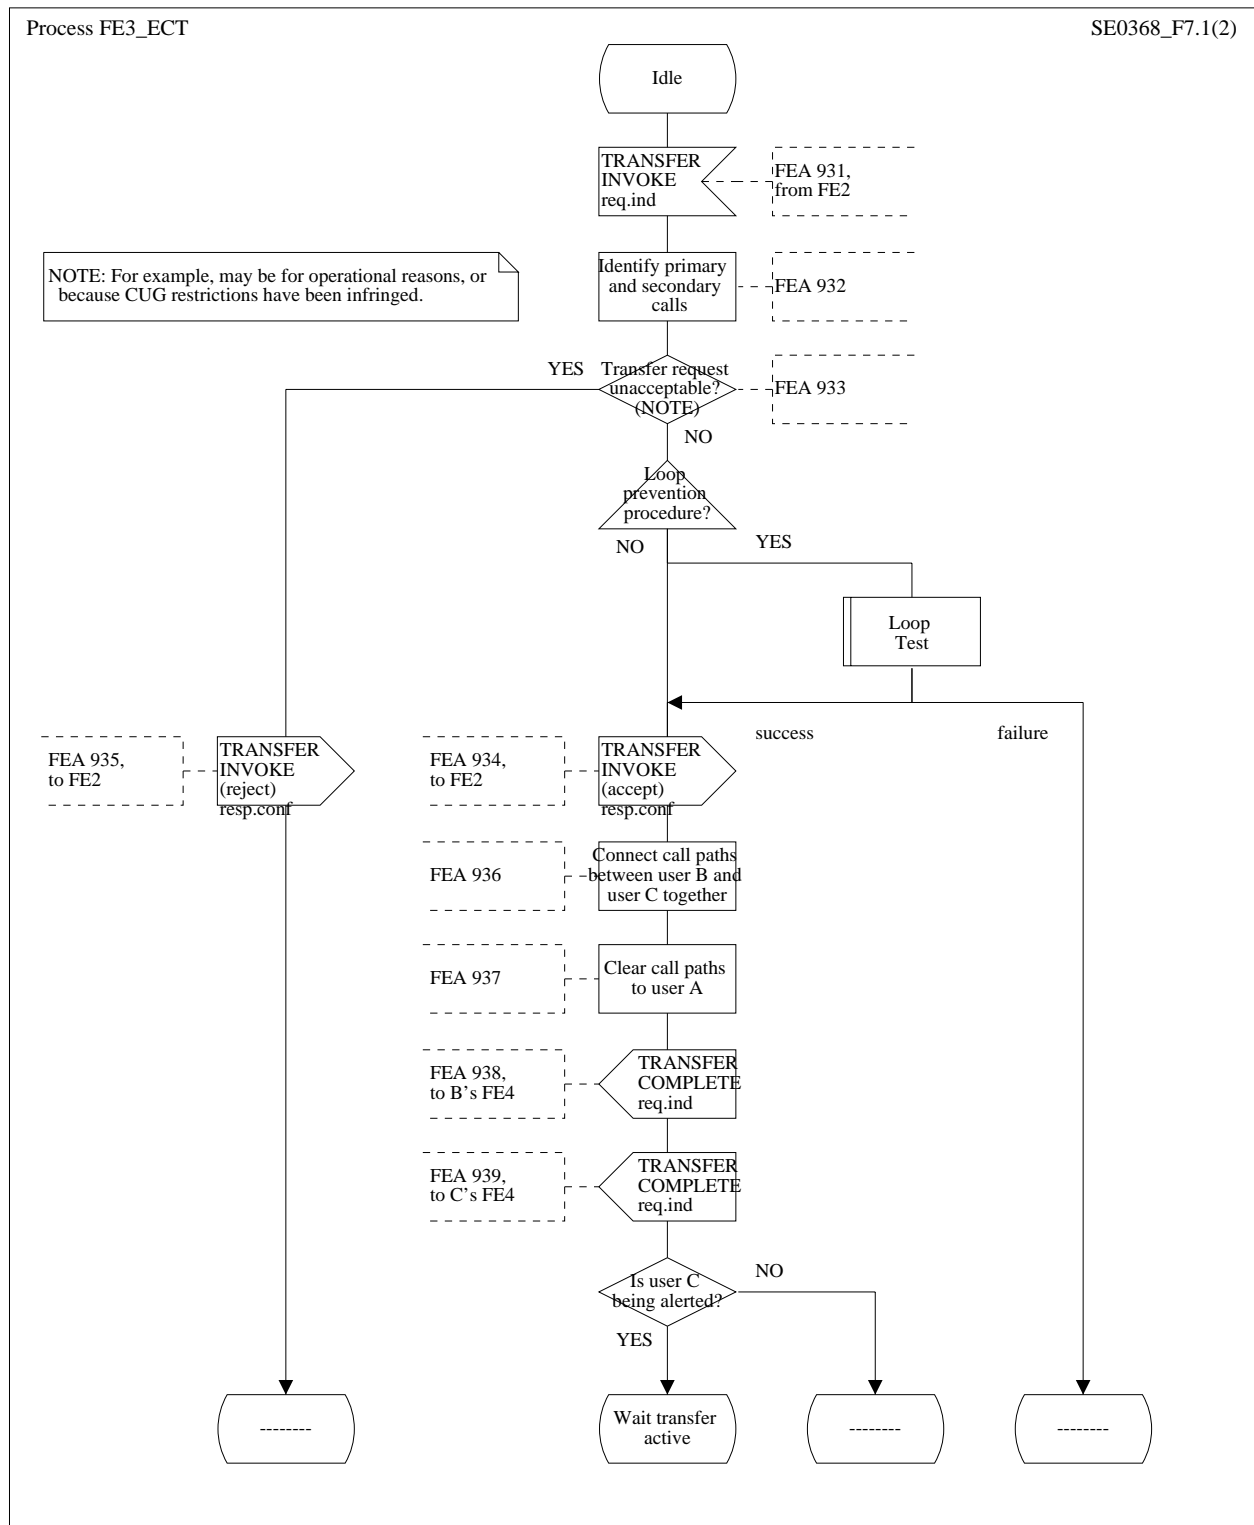 Process FE3_ECT
SE0368_F7.1(2)
Idle
TRANSFER
INVOKE
req.ind
FEA 931,
from FE2
NOTE: For example, may be for operational reasons, or
because CUG restrictions have been infringed.
Identify primary
and secondary
calls
FEA 932
YES
Transfer request
unacceptable?
(NOTE)
FEA 933
NO
Loop
prevention
procedure?
NO
YES
Loop
Test
success
failure
FEA 935,
to FE2
TRANSFER
INVOKE
(reject)
resp.conf
FEA 934,
to FE2
TRANSFER
INVOKE
(accept)
resp.conf
FEA 936
Connect call paths
between user B and
user C together
FEA 937
Clear call paths
to user A
FEA 938,
to B's FE4
TRANSFER
COMPLETE
req.ind
FEA 939,
to C's FE4
TRANSFER
COMPLETE
req.ind
Is user C
being alerted?
NO
YES
--------
Wait transfer
active
--------
--------